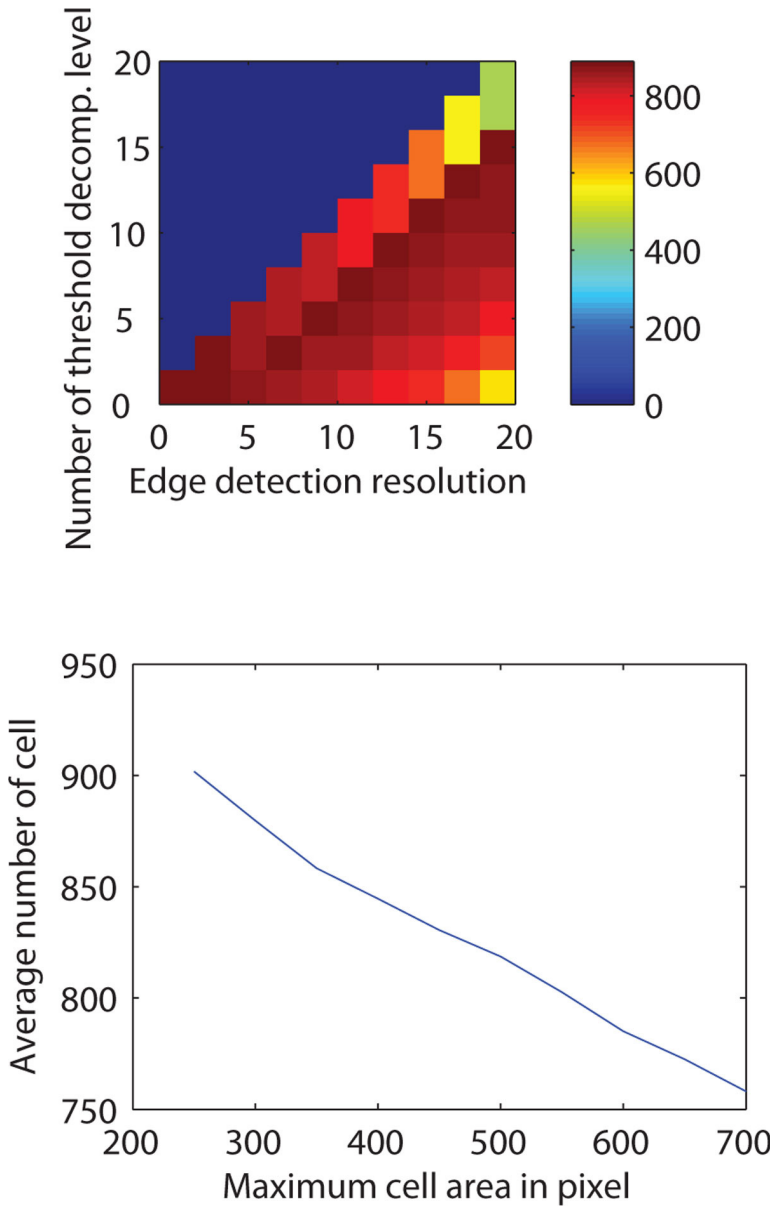 Number of threshold decomp. level
20
15
10
5
0
0 5 10 15 20
Edge detection resolution
800
600
400
200
0
Average number of cell
950
900
850
800
750
200 300 400 500 600 700
Maximum cell area in pixel